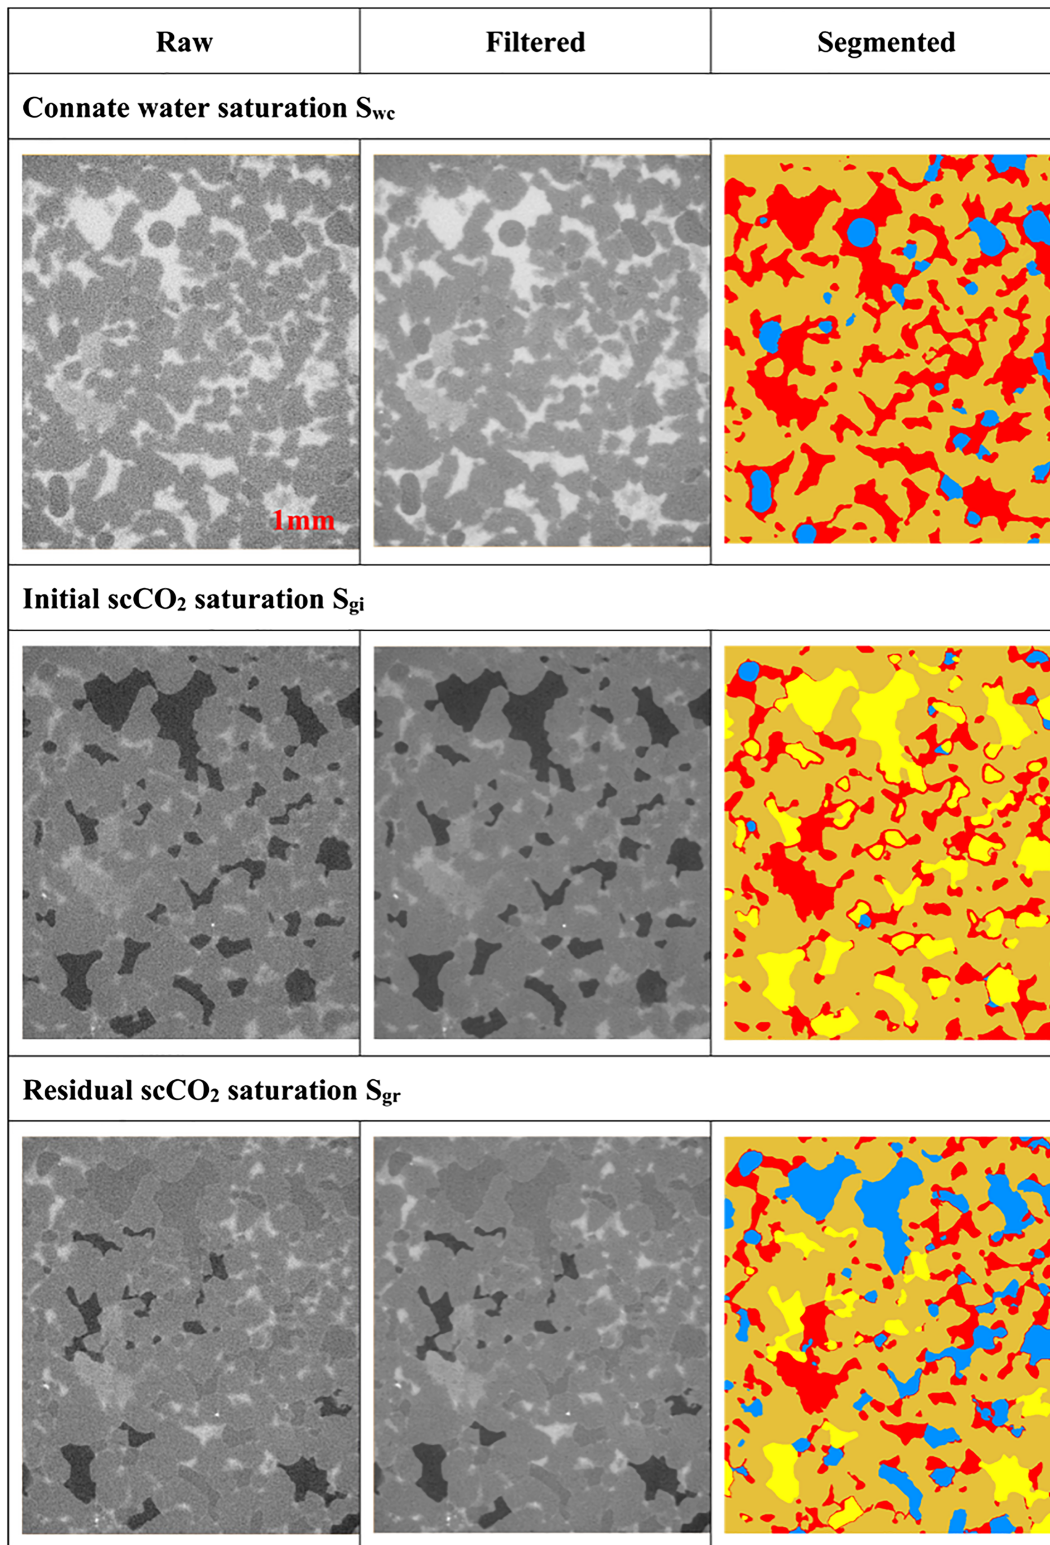 Raw Filtered Segmented
Connate water saturation Swc
1mm
Initial scCO₂ saturation Sgi
Residual scCO₂ saturation Sgr